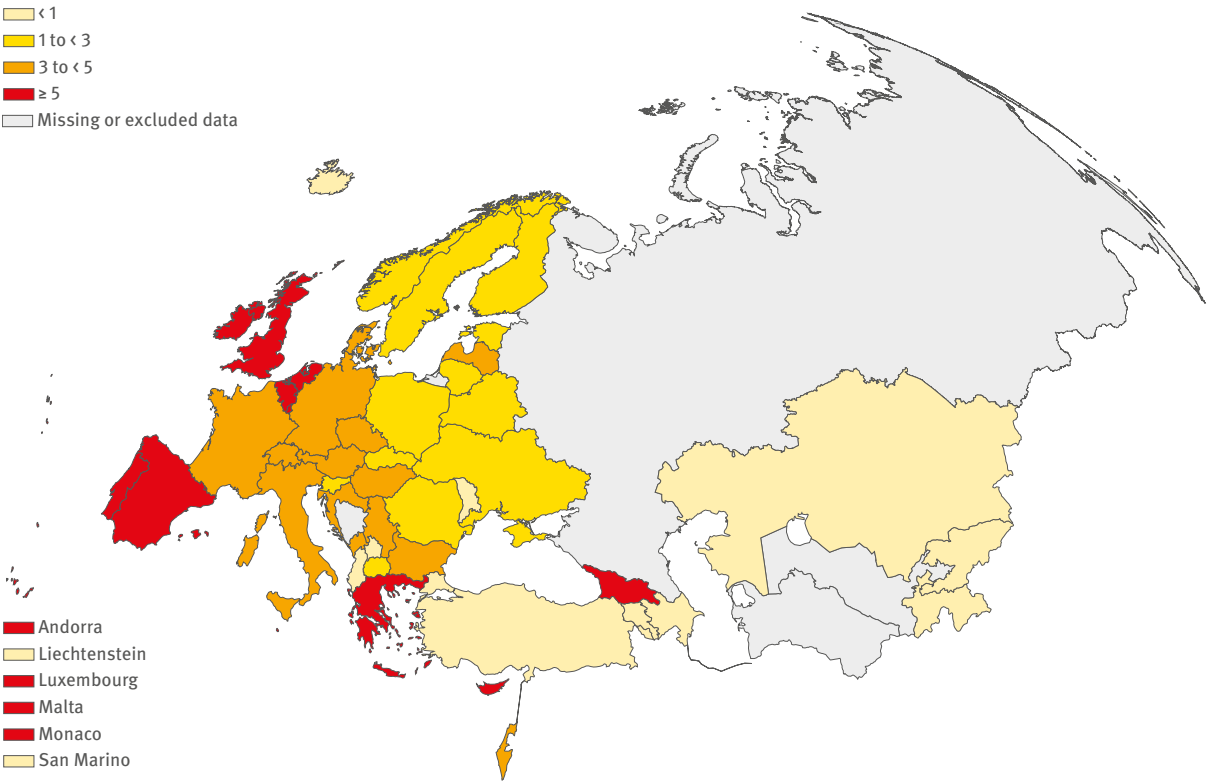 < 1
1 to < 3
3 to < 5
≥ 5
Missing or excluded data
Andorra
Liechtenstein
Luxembourg
Malta
Monaco
San Marino